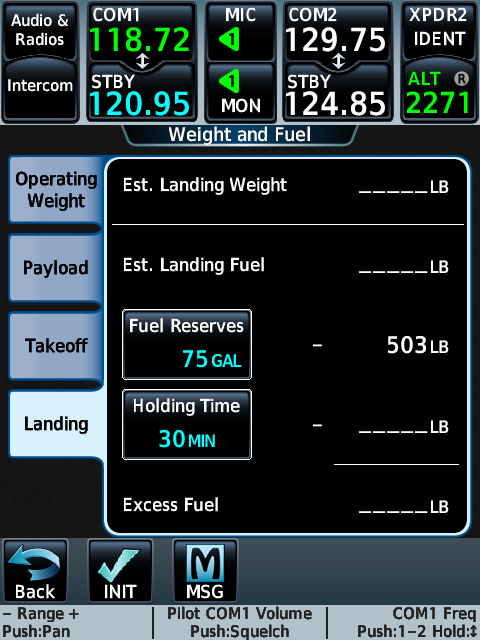 Audio &
Radios
COM1
118.72
MIC
1
COM2
129.75
XPDR2
IDENT
Intercom
STBY
120.95
1
MON
STBY
124.85
ALT R
2271
Weight and Fuel
Operating
Weight
Est. Landing Weight _____LB
Payload
Est. Landing Fuel _____LB
Takeoff
Fuel Reserves
75 GAL
– 503 LB
Landing
Holding Time
30 MIN
– _____LB
Excess Fuel _____LB
Back
INIT
MSG
– Range +
Push:Pan
Pilot COM1 Volume
Push:Squelch
COM1 Freq
Push:1–2 Hold:↕